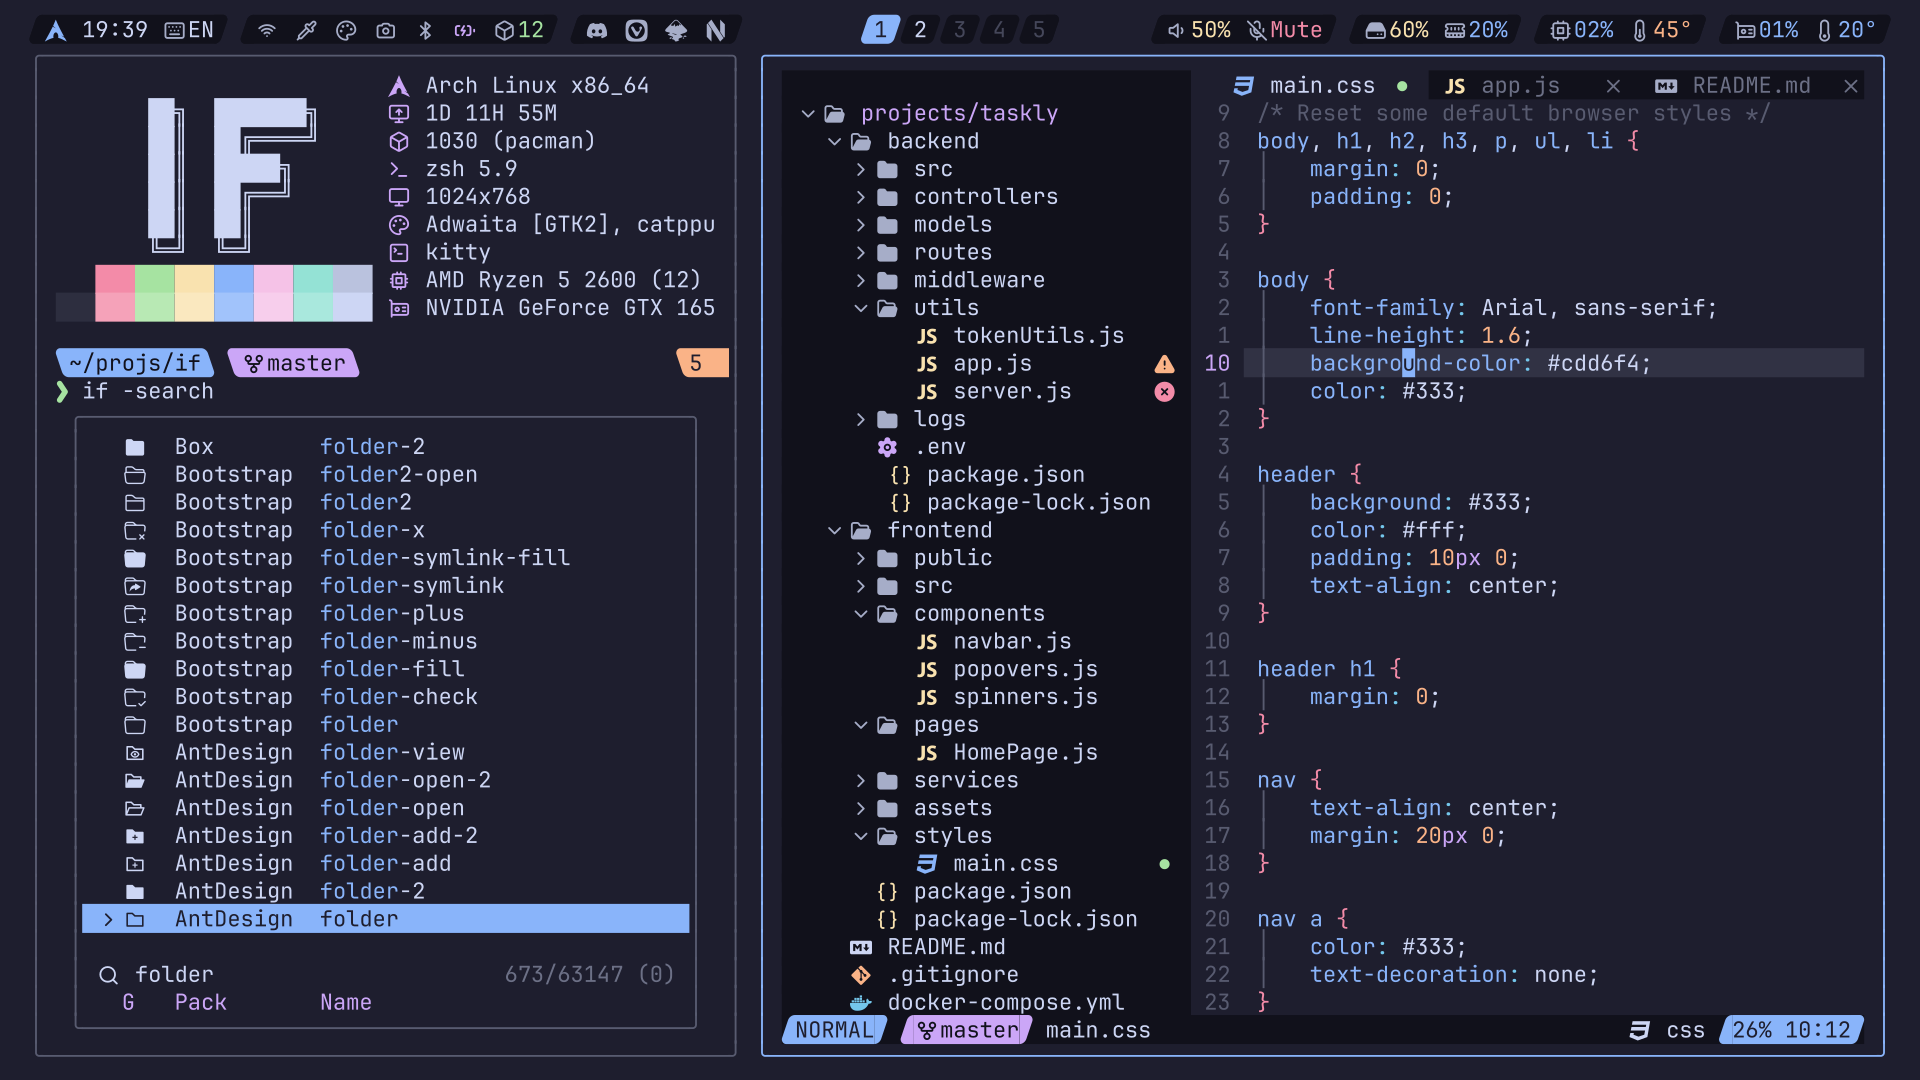 19:39 EN 12 1 2 3 4 5 50% Mute 60% 20% 02% 45° 01% 20°
IF
Arch Linux x86_64
1D 11H 55M
1030 (pacman)
zsh 5.9
1024x768
Adwaita [GTK2], catppu
kitty
AMD Ryzen 5 2600 (12)
NVIDIA GeForce GTX 165
~/projs/if master 5
❯ if -search
Box folder-2
Bootstrap folder2-open
Bootstrap folder2
Bootstrap folder-x
Bootstrap folder-symlink-fill
Bootstrap folder-symlink
Bootstrap folder-plus
Bootstrap folder-minus
Bootstrap folder-fill
Bootstrap folder-check
Bootstrap folder
AntDesign folder-view
AntDesign folder-open-2
AntDesign folder-open
AntDesign folder-add-2
AntDesign folder-add
AntDesign folder-2
> AntDesign folder
folder 673/63147 (0)
G Pack Name
projects/taskly
backend
src
controllers
models
routes
middleware
utils
JS tokenUtils.js
JS app.js
JS server.js
logs
.env
{} package.json
{} package-lock.json
frontend
public
src
components
JS navbar.js
JS popovers.js
JS spinners.js
pages
JS HomePage.js
services
assets
styles
main.css
{} package.json
{} package-lock.json
README.md
.gitignore
docker-compose.yml
main.css ● JS app.js × README.md ×
9 /* Reset some default browser styles */
8 body, h1, h2, h3, p, ul, li {
7 margin: 0;
6 padding: 0;
5 }
4
3 body {
2 font-family: Arial, sans-serif;
1 line-height: 1.6;
10 background-color: #cdd6f4;
1 color: #333;
2 }
3
4 header {
5 background: #333;
6 color: #fff;
7 padding: 10px 0;
8 text-align: center;
9 }
10
11 header h1 {
12 margin: 0;
13 }
14
15 nav {
16 text-align: center;
17 margin: 20px 0;
18 }
19
20 nav a {
21 color: #333;
22 text-decoration: none;
23 }
NORMAL master main.css css 26% 10:12